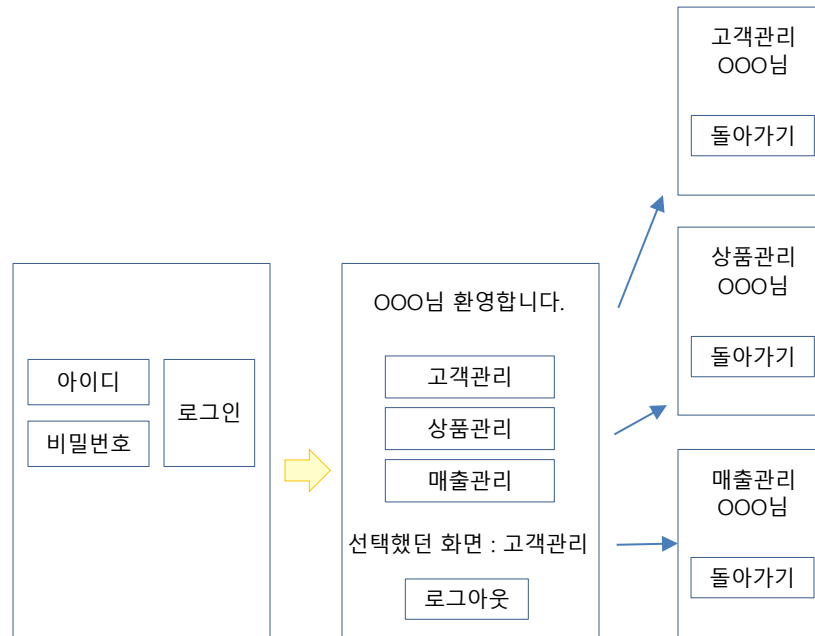 아이디
비밀번호
로그인
OOO님 환영합니다.
고객관리
상품관리
매출관리
선택했던 화면 : 고객관리
로그아웃
고객관리
OOO님
돌아가기
상품관리
OOO님
돌아가기
매출관리
OOO님
돌아가기